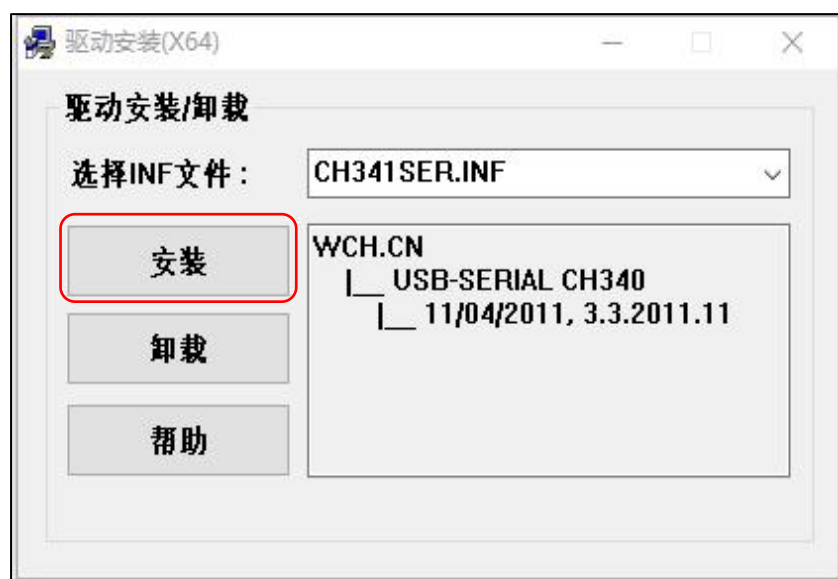 驱动安装(X64)
驱动安装/卸载
选择INF文件：
CH341SER.INF
安装
WCH.CN
|__ USB-SERIAL CH340
|__ 11/04/2011, 3.3.2011.11
卸载
帮助